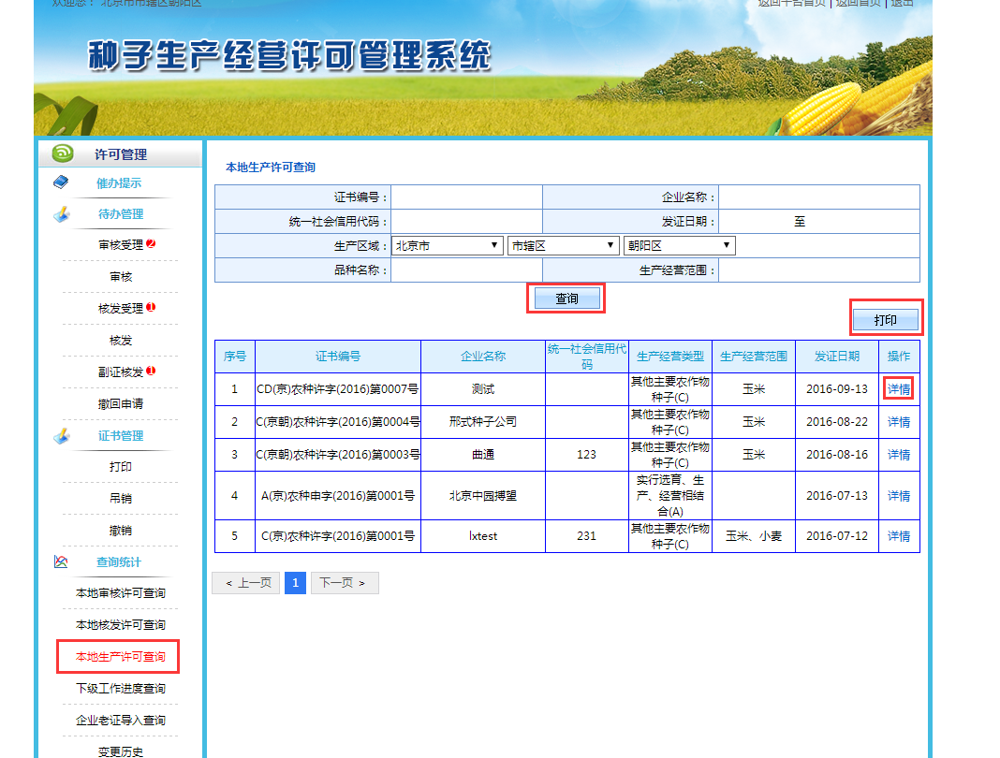 欢迎您： 北京市市辖区朝阳区
返回平台首页 | 返回首页 | 退出
种子生产经营许可管理系统
许可管理
催办提示
待办管理
审核受理 2
审核
核发受理 1
核发
副证核发 1
撤回申请
证书管理
打印
吊销
撤销
查询统计
本地审核许可查询
本地核发许可查询
本地生产许可查询
下级工作进度查询
企业老证导入查询
变更历史
本地生产许可查询
证书编号： 企业名称：
统一社会信用代码： 发证日期： 至
生产区域： 北京市 市辖区 朝阳区
品种名称： 生产经营范围：
查询
打印
序号 证书编号 企业名称 统一社会信用代码 生产经营类型 生产经营范围 发证日期 操作
1 CD(京)农种许字(2016)第0007号 测试 其他主要农作物种子(C) 玉米 2016-09-13 详情
2 C(京朝)农种许字(2016)第0004号 邢式种子公司 其他主要农作物种子(C) 玉米 2016-08-22 详情
3 C(京朝)农种许字(2016)第0003号 曲通 123 其他主要农作物种子(C) 玉米 2016-08-16 详情
4 A(京)农种申字(2016)第0001号 北京中园搏望 实行选育、生产、经营相结合(A) 2016-07-13 详情
5 C(京)农种许字(2016)第0001号 lxtest 231 其他主要农作物种子(C) 玉米、小麦 2016-07-12 详情
< 上一页 1 下一页 >